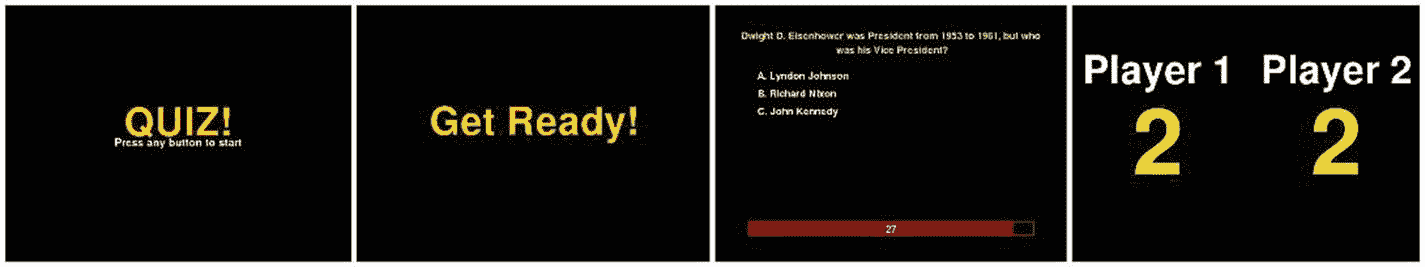 QUIZ!
Press any button to start
Get Ready!
Dwight D. Eisenhower was President from 1953 to 1961, but who
was his Vice President?
A. Lyndon Johnson
B. Richard Nixon
C. John Kennedy
27
Player 1 Player 2
2 2